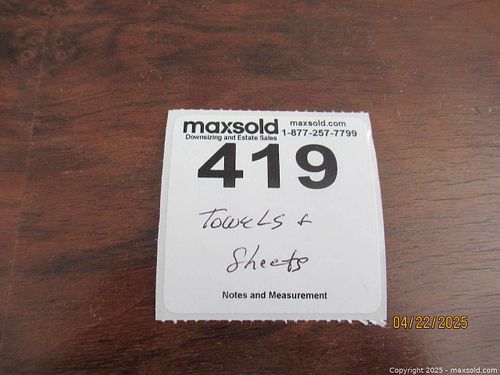 maxsold maxsold.com
Downsizing and Estate Sales 1-877-257-7799
419
Towels &
Sheets
Notes and Measurement
04/22/2025
Copyright 2025 - maxsold.com